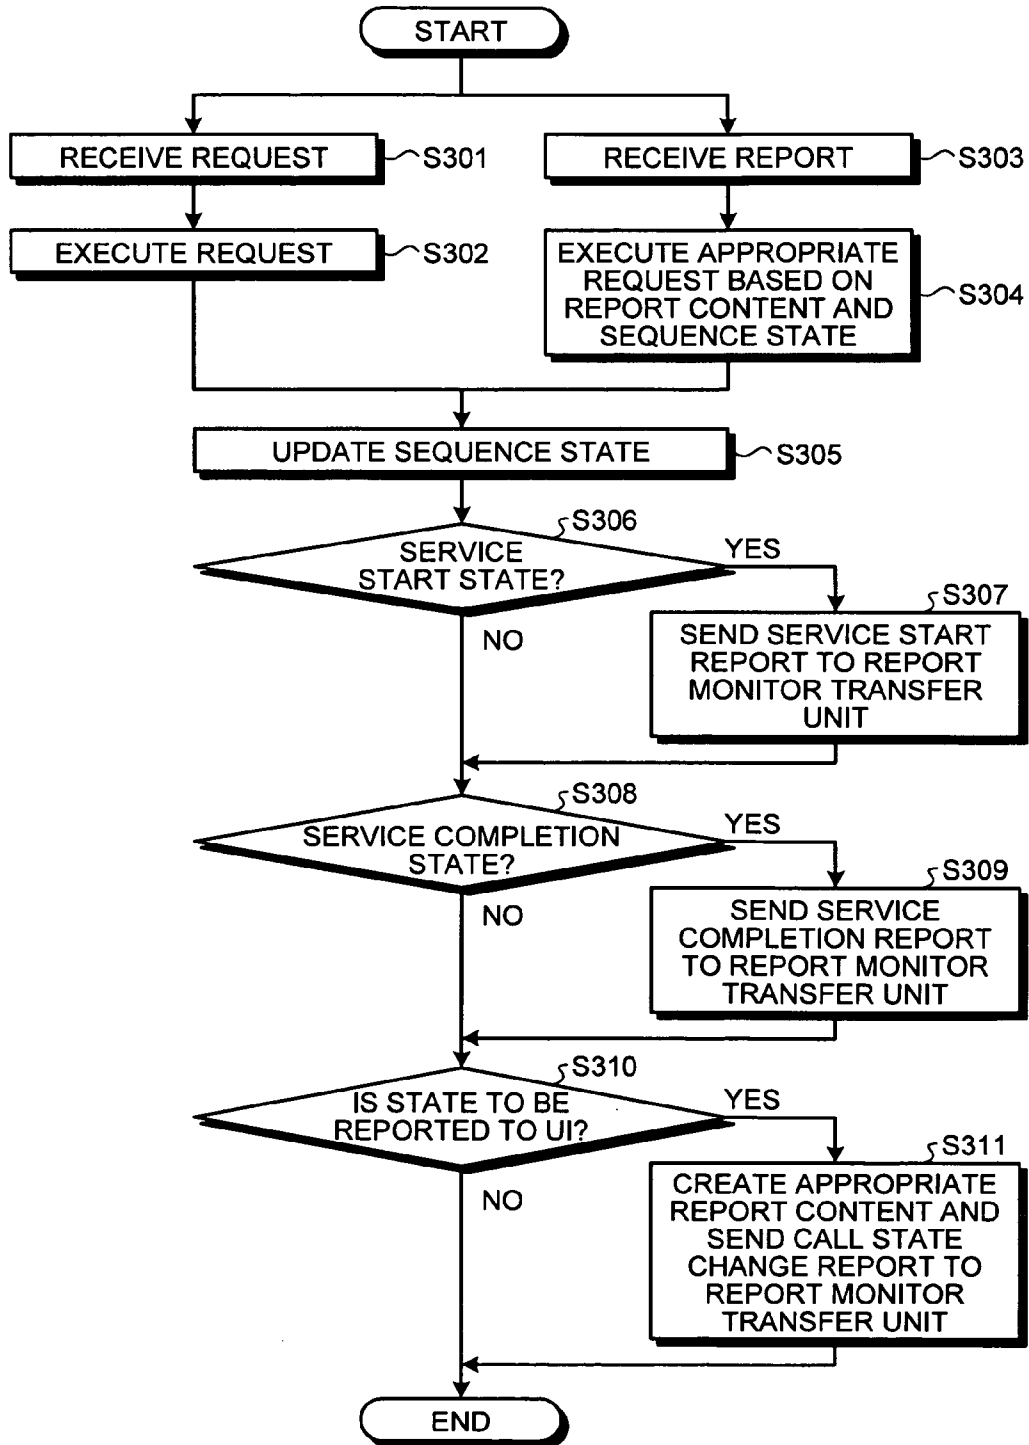 START
RECEIVE REQUEST
S301
RECEIVE REPORT
S303
EXECUTE REQUEST
S302
EXECUTE APPROPRIATE
REQUEST BASED ON
REPORT CONTENT AND
SEQUENCE STATE
S304
UPDATE SEQUENCE STATE
S305
S306
SERVICE
START STATE?
YES
NO
S307
SEND SERVICE START
REPORT TO REPORT
MONITOR TRANSFER
UNIT
S308
SERVICE COMPLETION
STATE?
YES
NO
S309
SEND SERVICE
COMPLETION REPORT
TO REPORT MONITOR
TRANSFER UNIT
S310
IS STATE TO BE
REPORTED TO UI?
YES
NO
S311
CREATE APPROPRIATE
REPORT CONTENT AND
SEND CALL STATE
CHANGE REPORT TO
REPORT MONITOR
TRANSFER UNIT
END